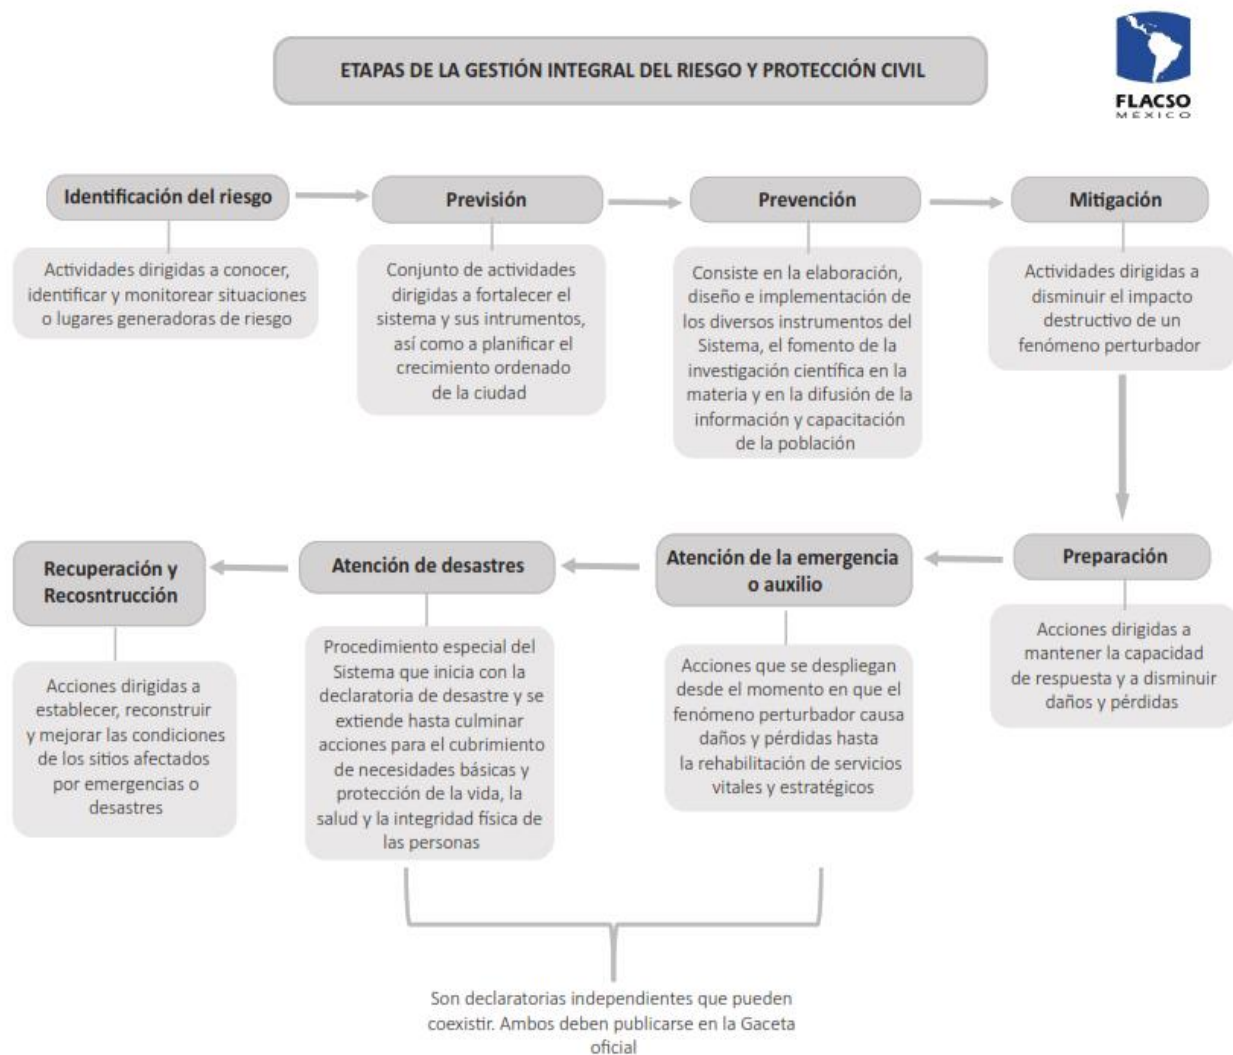 ETAPAS DE LA GESTIÓN INTEGRAL DEL RIESGO Y PROTECCIÓN CIVIL
FLACSO
MEXICO
Identificación del riesgo
Actividades dirigidas a conocer,
identificar y monitorear situaciones
o lugares generadoras de riesgo
Previsión
Conjunto de actividades
dirigidas a fortalecer el
sistema y sus intrumentos,
así como a planificar el
crecimiento ordenado
de la ciudad
Prevención
Consiste en la elaboración,
diseño e implementación de
los diversos instrumentos del
Sistema, el fomento de la
investigación científica en la
materia y en la difusión de la
información y capacitación
de la población
Mitigación
Actividades dirigidas a
disminuir el impacto
destructivo de un
fenómeno perturbador
Preparación
Acciones dirigidas a
mantener la capacidad
de respuesta y a disminuir
daños y pérdidas
Atención de la emergencia
o auxilio
Acciones que se despliegan
desde el momento en que el
fenómeno perturbador causa
daños y pérdidas hasta
la rehabilitación de servicios
vitales y estratégicos
Atención de desastres
Procedimiento especial del
Sistema que inicia con la
declaratoria de desastre y se
extiende hasta culminar
acciones para el cubrimiento
de necesidades básicas y
protección de la vida, la
salud y la integridad física de
las personas
Recuperación y
Recosntrucción
Acciones dirigidas a
establecer, reconstruir
y mejorar las condiciones
de los sitios afectados
por emergencias o
desastres
Son declaratorias independientes que pueden
coexistir. Ambos deben publicarse en la Gaceta
oficial